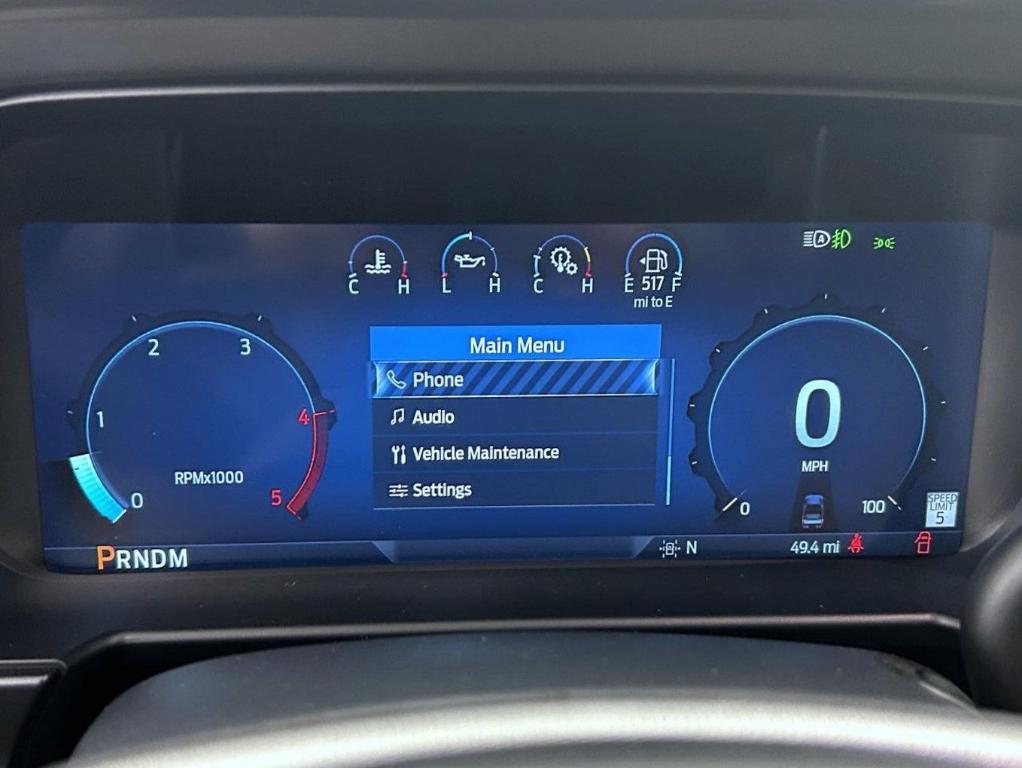 A
C H
L H
C H
E 517 F
mi to E
Main Menu
Phone
Audio
Vehicle Maintenance
Settings
0
1
2
3
4
5
RPMx1000
0
MPH
0
100
SPEED
LIMIT
5
PRNDM
N
49.4 mi